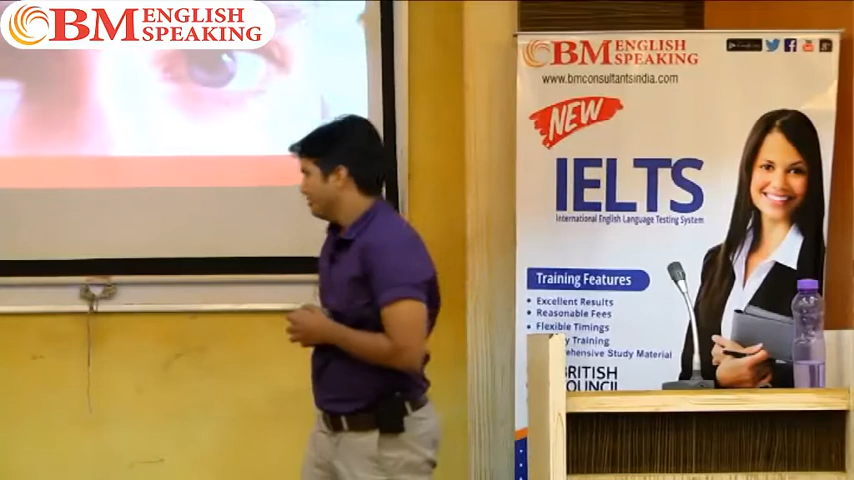 BM ENGLISH
SPEAKING
BM ENGLISH
SPEAKING
www.BMconsultantsindia.com
NEW
IELTS
International English Language Testing System
Training Features
• Excellent Results
• Reasonable Fees
• Flexible Timings
Training
Study Material
BRITISH
COUNCIL